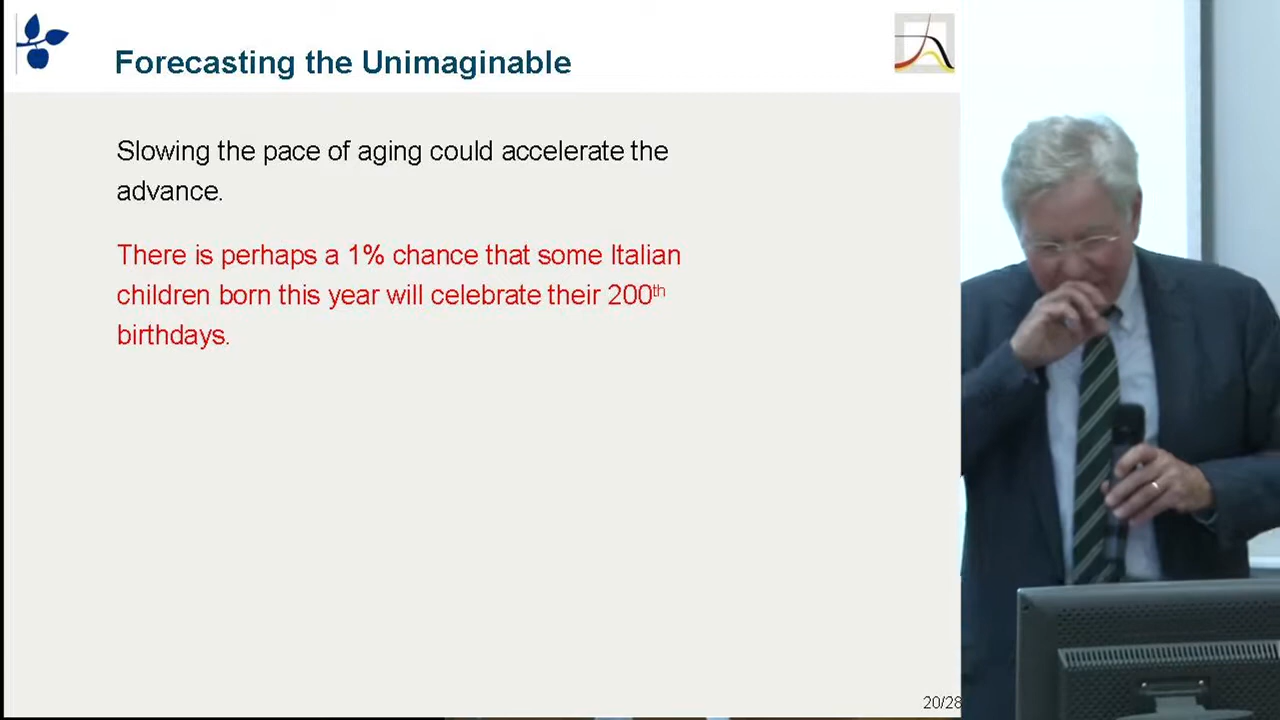 Forecasting the Unimaginable
Slowing the pace of aging could accelerate the
advance.
There is perhaps a 1% chance that some Italian
children born this year will celebrate their 200th
birthdays.
20/28